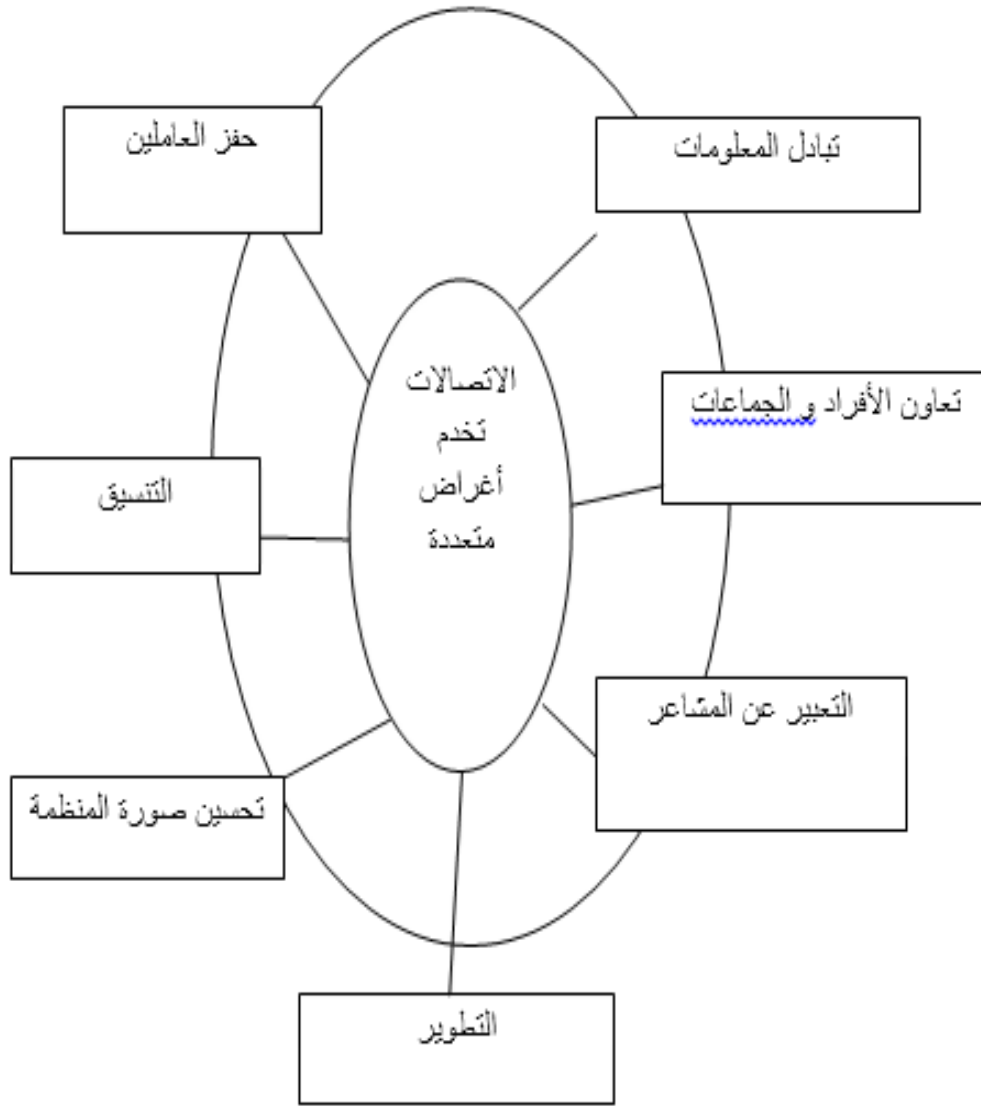 حفز العاملين
تبادل المعلومات
الاتصالات
تخدم
أغراض
متعددة
تعاون الأفراد و الجماعات
التنسيق
التعبير عن المشاعر
تحسين صورة المنظمة
التطوير